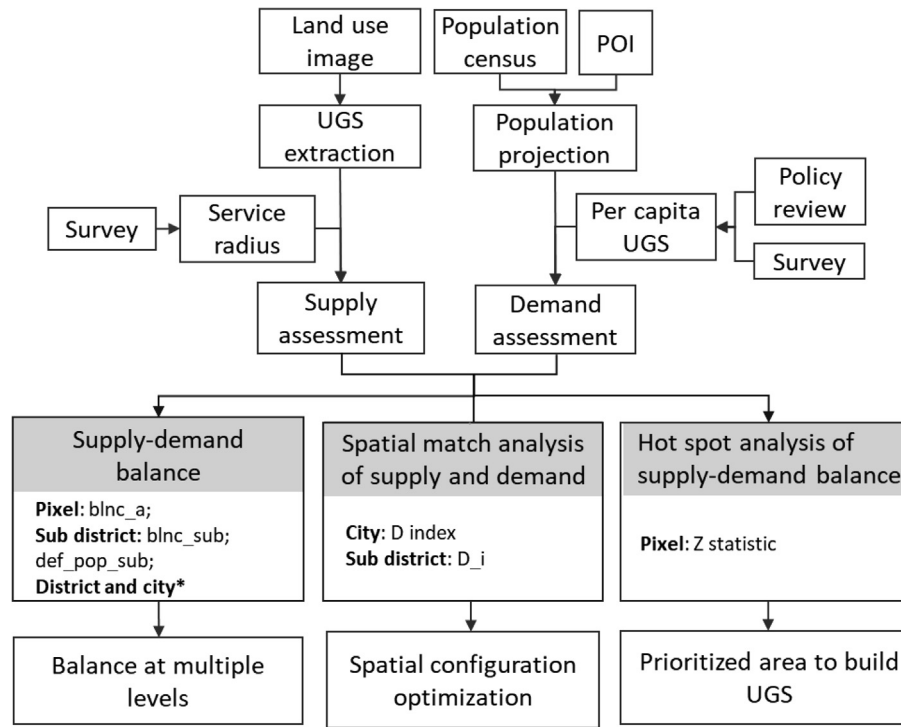 Land use
image
Population
census
POI
UGS
extraction
Population
projection
Survey
Service
radius
Per capita
UGS
Policy
review
Survey
Supply
assessment
Demand
assessment
Supply-demand
balance
Pixel: blnc_a;
Sub district: blnc_sub;
def_pop_sub;
District and city*
Spatial match analysis
of supply and demand
City: D index
Sub district: D_i
Hot spot analysis of
supply-demand balance
Pixel: Z statistic
Balance at multiple
levels
Spatial configuration
optimization
Prioritized area to build
UGS